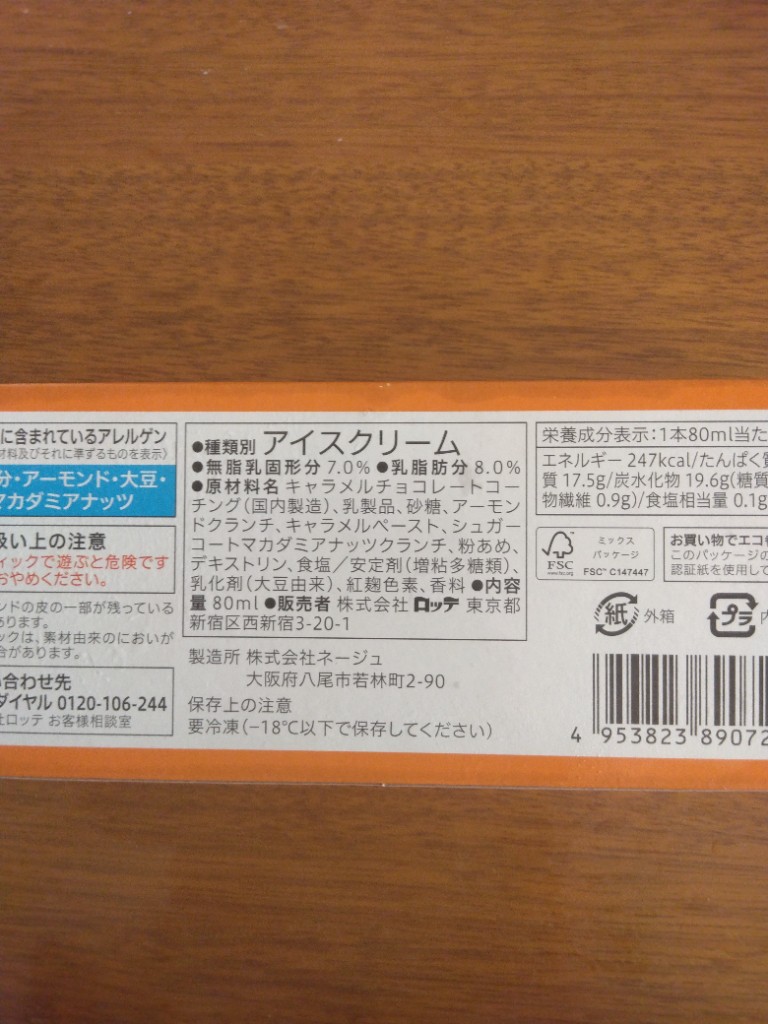 に含まれているアレルゲン
材料及びそれに準ずるものを表示》
分・アーモンド・大豆・
マカダミアナッツ
扱い上の注意
ィックで遊ぶと危険です
おやめください。
ンドの皮の一部が残っている
あります。
ックは、素材由来のにおいが
合があります。
い合わせ先
ダイヤル 0120-106-244
社ロッテ お客様相談室
●種類別 アイスクリーム
●無脂乳固形分 7.0% ●乳脂肪分 8.0%
●原材料名 キャラメルチョコレートコー
チング(国内製造)、乳製品、砂糖、アーモン
ドクランチ、キャラメルペースト、シュガー
コートマカダミアナッツクランチ、粉あめ、
デキストリン、食塩/安定剤(増粘多糖類)、
乳化剤(大豆由来)、紅麹色素、香料 ●内容
量 80ml ●販売者 株式会社 ロッテ 東京都
新宿区西新宿3-20-1
製造所 株式会社ネージュ
大阪府八尾市若林町2-90
保存上の注意
要冷凍(−18℃以下で保存してください)
栄養成分表示:1本80ml当た
エネルギー 247kcal/たんぱく質
質 17.5g/炭水化物 19.6g(糖質
物繊維 0.9g)/食塩相当量 0.1g
FSC
www.fsc.org
ミックス
パッケージ
FSC™ C147447
お買い物でエコ
このパッケージの
認証紙を使用して
紙 外箱
プラ
4 953823 89072